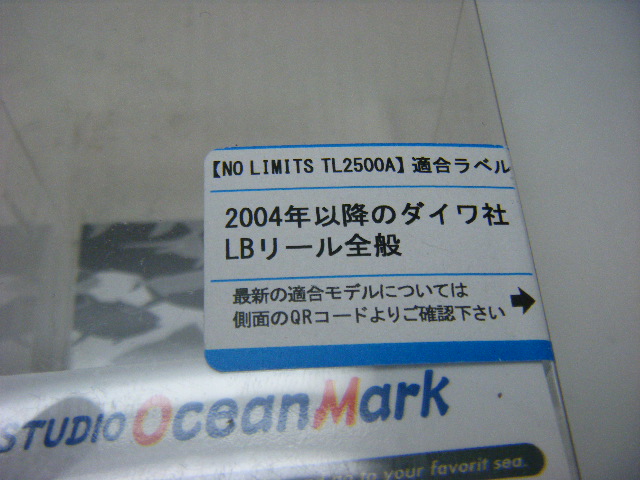 【NO LIMITS TL2500A】適合ラベル
2004年以降のダイワ社
LBリール全般
最新の適合モデルについては
側面のQRコードよりご確認下さい
STUDIO OceanMark
to your favorit sea.